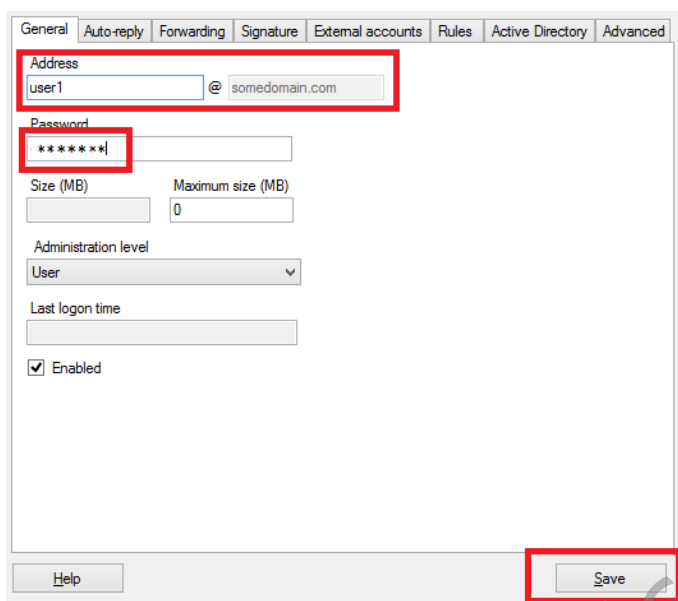 General Auto-reply Forwarding Signature External accounts Rules Active Directory Advanced
Address
user1 @ somedomain.com
Password
*******
Size (MB) Maximum size (MB)
0
Administration level
User
Last logon time
Enabled
Help Save